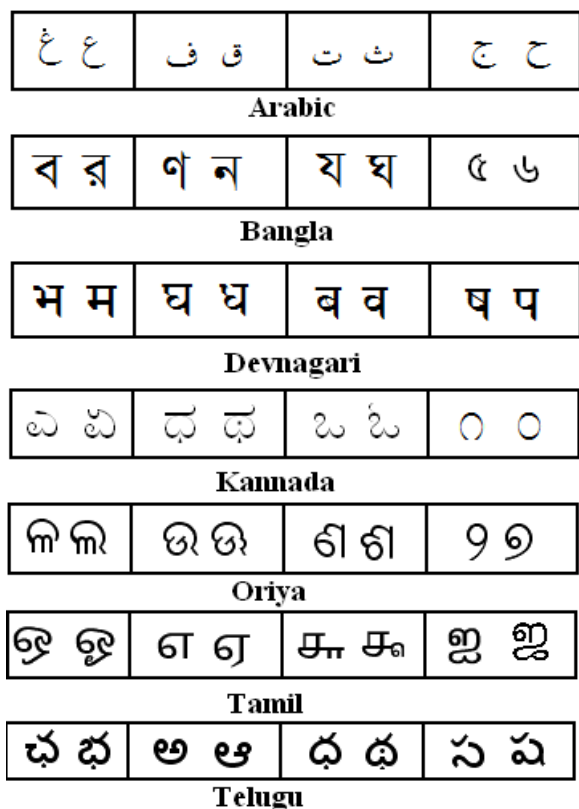 غ ع ف ق ت ث ج ح
Arabic
ব র ণ ন য ঘ ৫ ৬
Bangla
भ म घ ध ब व ष प
Devnagari
ಎ ಏ ಧ ಥ ಒ ಓ ೧ ೦
Kannada
ଳ ଲ ଉ ଊ ଣ ଶ ୨ ୭
Oriya
எ ஏ ஐ ஜ
Tamil
ఛ భ అ ఆ ధ థ స ష
Telugu